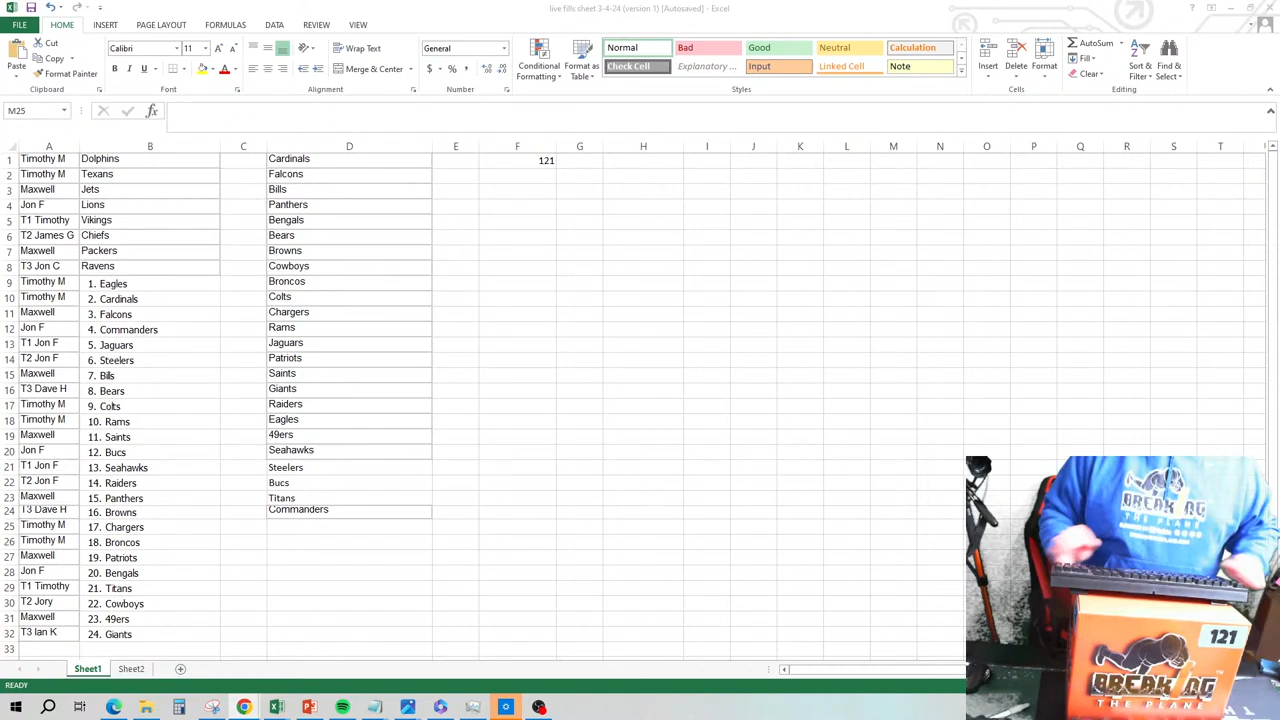 live fills sheet 3-4-24 (version 1) [Autosaved] - Excel
FILE HOME INSERT PAGE LAYOUT FORMULAS DATA REVIEW VIEW
Paste Cut Copy Format Painter Clipboard
Calibri 11 B I U A A Font
Wrap Text Merge & Center Alignment
General $ % , Number
Conditional Formatting Format as Table
Normal Bad Good Neutral Calculation
Check Cell Explanatory ... Input Linked Cell Note
Styles
Insert Delete Format Cells
AutoSum Fill Clear Sort & Filter Find & Select Editing
M25 fx
A B C D E F G H I J K L M N O P Q R S T
1 Timothy M Dolphins Cardinals 121
2 Timothy M Texans Falcons
3 Maxwell Jets Bills
4 Jon F Lions Panthers
5 T1 Timothy Vikings Bengals
6 T2 James G Chiefs Bears
7 Maxwell Packers Browns
8 T3 Jon C Ravens Cowboys
9 Timothy M 1. Eagles Broncos
10 Timothy M 2. Cardinals Colts
11 Maxwell 3. Falcons Chargers
12 Jon F 4. Commanders Rams
13 T1 Jon F 5. Jaguars Jaguars
14 T2 Jon F 6. Steelers Patriots
15 Maxwell 7. Bills Saints
16 T3 Dave H 8. Bears Giants
17 Timothy M 9. Colts Raiders
18 Timothy M 10. Rams Eagles
19 Maxwell 11. Saints 49ers
20 Jon F 12. Bucs Seahawks
21 T1 Jon F 13. Seahawks Steelers
22 T2 Jon F 14. Raiders Bucs
23 Maxwell 15. Panthers Titans
24 T3 Dave H 16. Browns Commanders
25 Timothy M 17. Chargers
26 Timothy M 18. Broncos
27 Maxwell 19. Patriots
28 Jon F 20. Bengals
29 T1 Timothy 21. Titans
30 T2 Jory 22. Cowboys
31 Maxwell 23. 49ers
32 T3 Ian K 24. Giants
33
Sheet1 Sheet2
READY
BREAKING
THE PLANE
121
BREAKING
THE PLANE